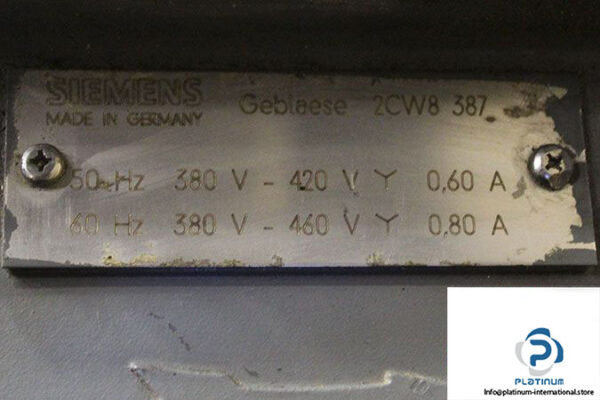 SIEMENS Geblaese 2CW8 387
MADE IN GERMANY
50 Hz 380 V - 420 V Y 0,60 A
60 Hz 380 V - 460 V Y 0,80 A
PLATINUM
https://platinum-international.store